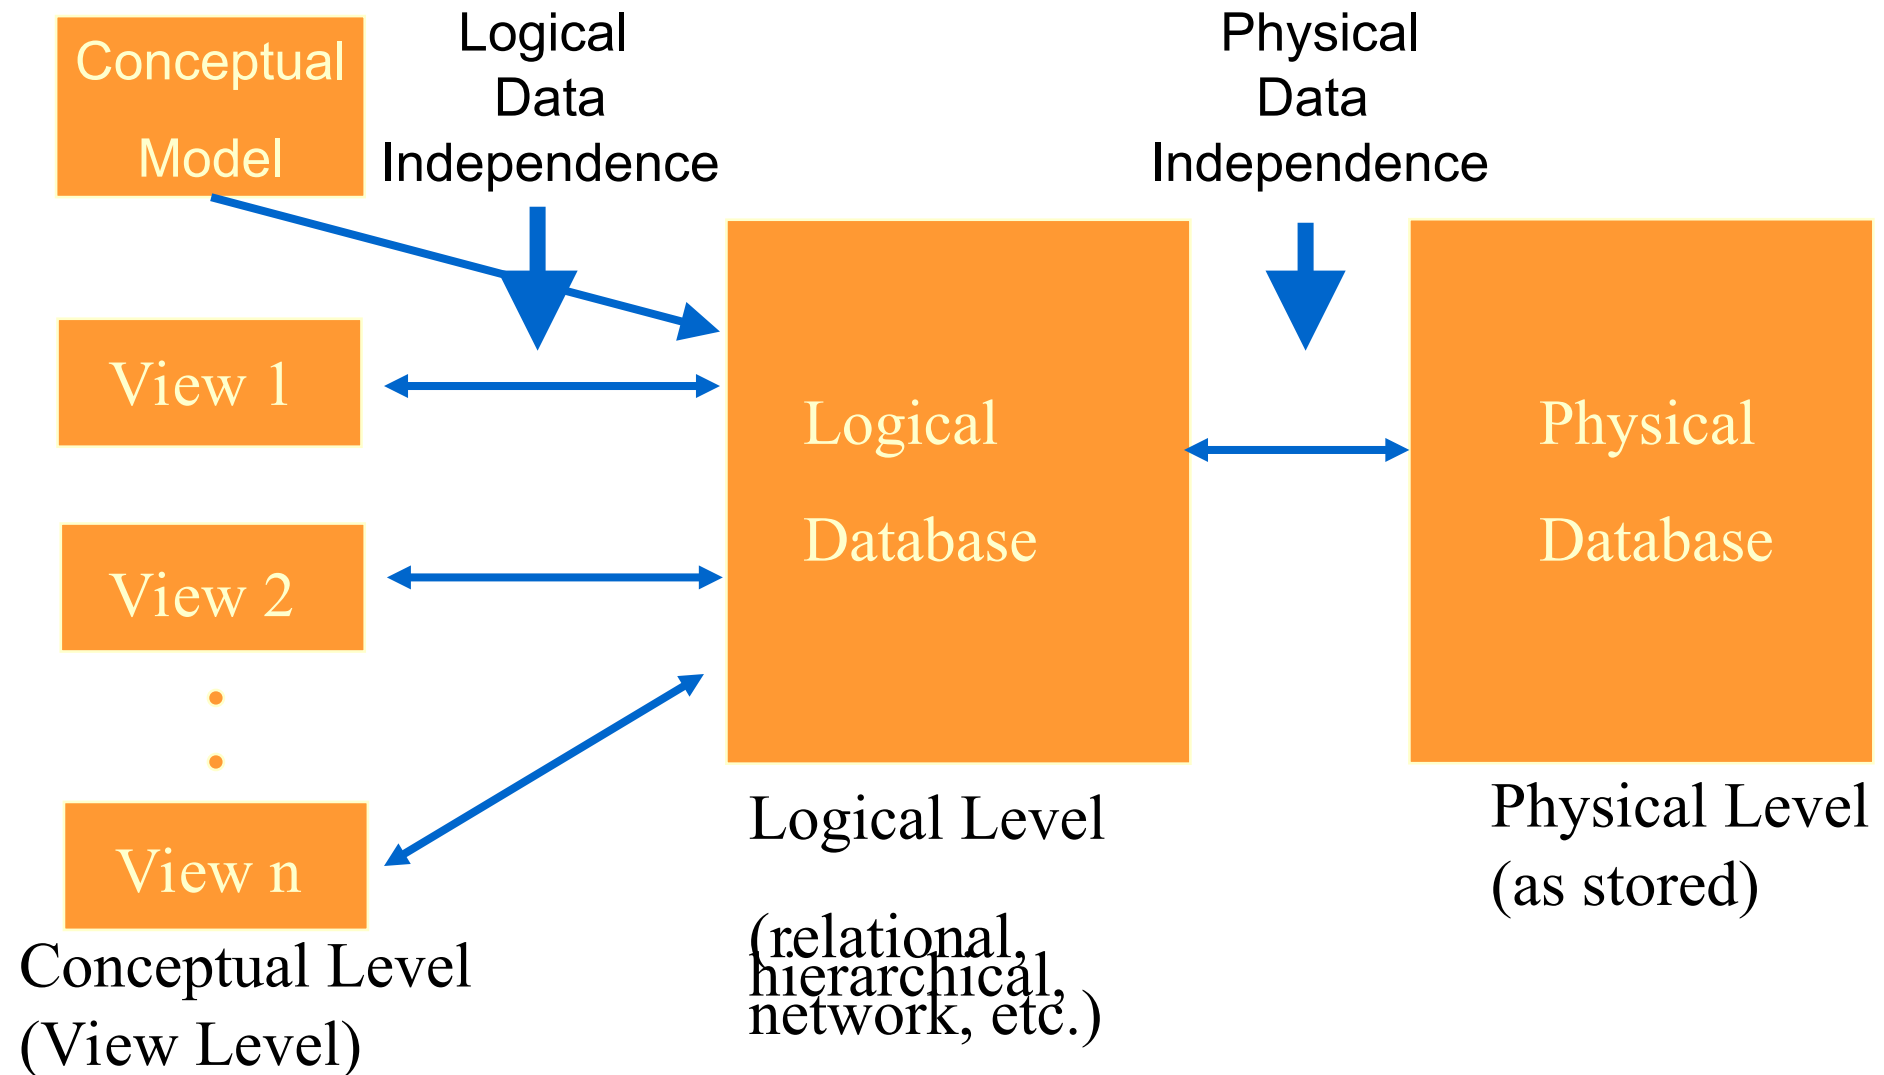 Conceptual
Model
Logical
Data
Independence
Physical
Data
Independence
View 1
View 2
View n
Logical
Database
Physical
Database
Conceptual Level
(View Level)
Logical Level
(relational,
hierarchical,
network, etc.)
Physical Level
(as stored)